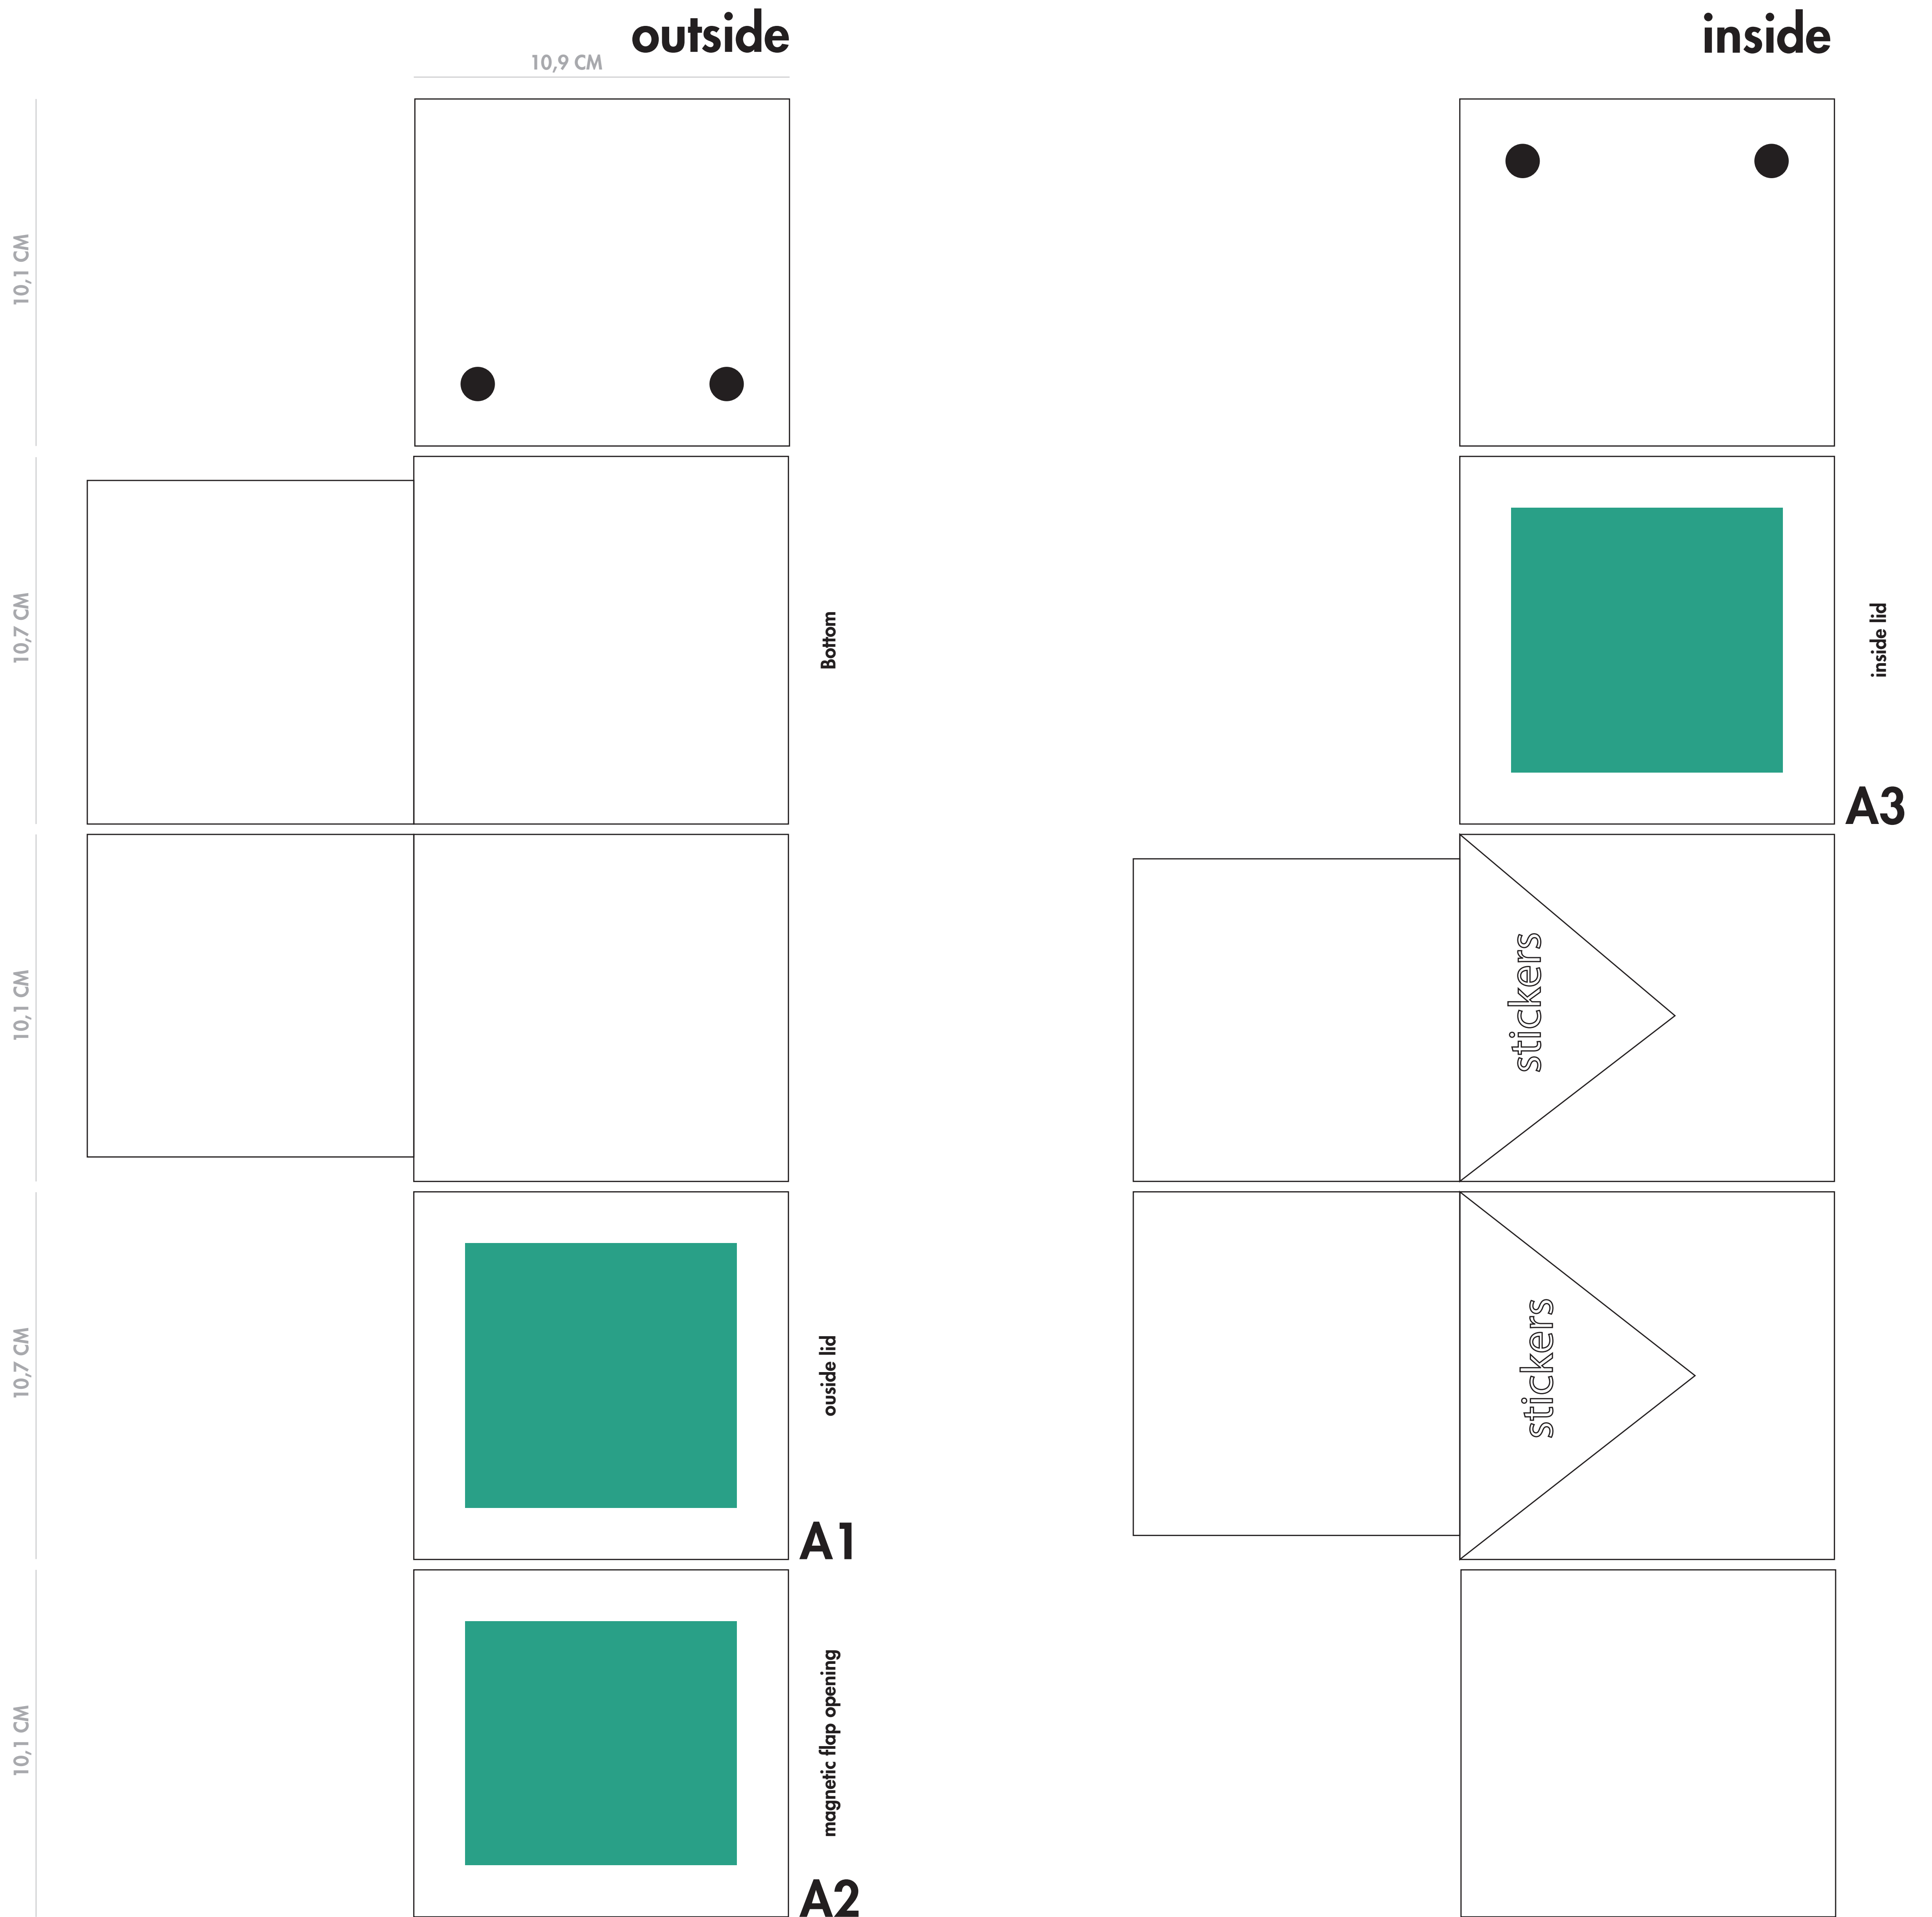 outside
inside
10,9 CM
10,1 CM
10,7 CM
Bottom
inside lid
A3
10,1 CM
stickers
10,7 CM
ouside lid
stickers
A1
10,1 CM
magnetic flap opening
A2